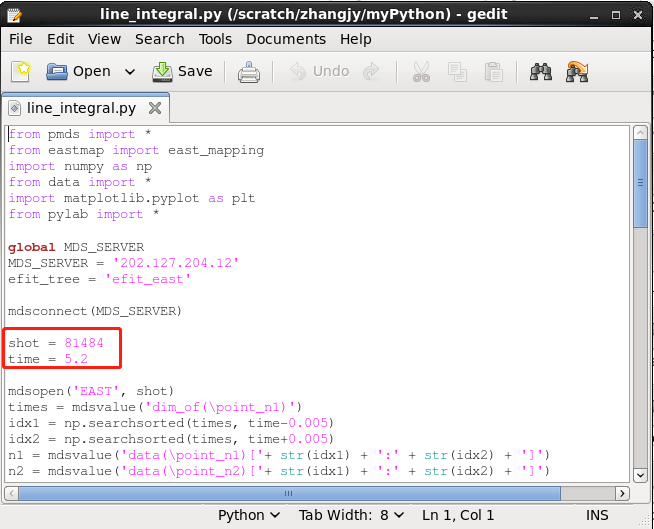 line_integral.py (/scratch/zhangjy/myPython) - gedit
File Edit View Search Tools Documents Help
Open Save Undo
line_integral.py
from pmds import *
from eastmap import east_mapping
import numpy as np
from data import *
import matplotlib.pyplot as plt
from pylab import *
global MDS_SERVER
MDS_SERVER = '202.127.204.12'
efit_tree = 'efit_east'
mdsconnect(MDS_SERVER)
shot = 81484
time = 5.2
mdsopen('EAST', shot)
times = mdsvalue('dim_of(\point_n1)')
idx1 = np.searchsorted(times, time-0.005)
idx2 = np.searchsorted(times, time+0.005)
n1 = mdsvalue('data(\point_n1)['+ str(idx1) + ':' + str(idx2) + ']')
n2 = mdsvalue('data(\point_n2)['+ str(idx1) + ':' + str(idx2) + ']')
Python Tab Width: 8 Ln 1, Col 1 INS